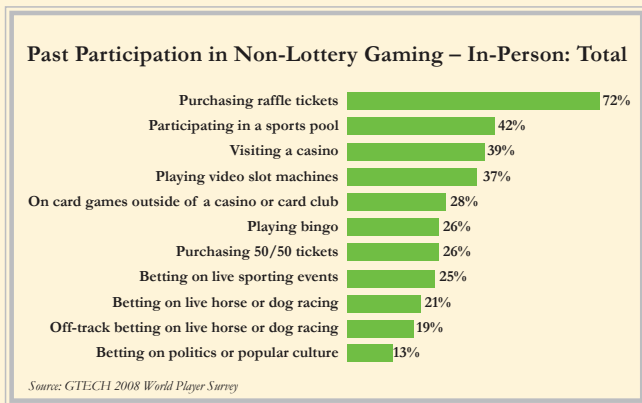 Past Participation in Non-Lottery Gaming – In-Person: Total
Purchasing raffle tickets 72%
Participating in a sports pool 42%
Visiting a casino 39%
Playing video slot machines 37%
On card games outside of a casino or card club 28%
Playing bingo 26%
Purchasing 50/50 tickets 26%
Betting on live sporting events 25%
Betting on live horse or dog racing 21%
Off-track betting on live horse or dog racing 19%
Betting on politics or popular culture 13%
Source: GTECH 2008 World Player Survey